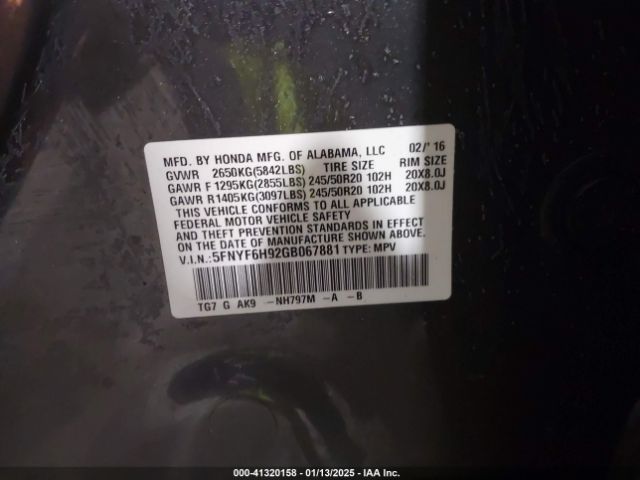 MFD. BY HONDA MFG. OF ALABAMA, LLC 02/' 16
GVWR 2650KG(5842LBS) TIRE SIZE RIM SIZE
GAWR F 1295KG(2855LBS) 245/50R20 102H 20X8.0J
GAWR R 1405KG(3097LBS) 245/50R20 102H 20X8.0J
THIS VEHICLE CONFORMS TO ALL APPLICABLE
FEDERAL MOTOR VEHICLE SAFETY
AND THEFT PREVENTION STANDARDS IN EFFECT
ON THE DATE OF MANUFACTURE SHOWN ABOVE.
V.I.N.: 5FNYF6H92GB067881 TYPE: MPV
TG7 G AK9 -NH797M -A -B
000-41320158 - 01/13/2025 - IAA Inc.